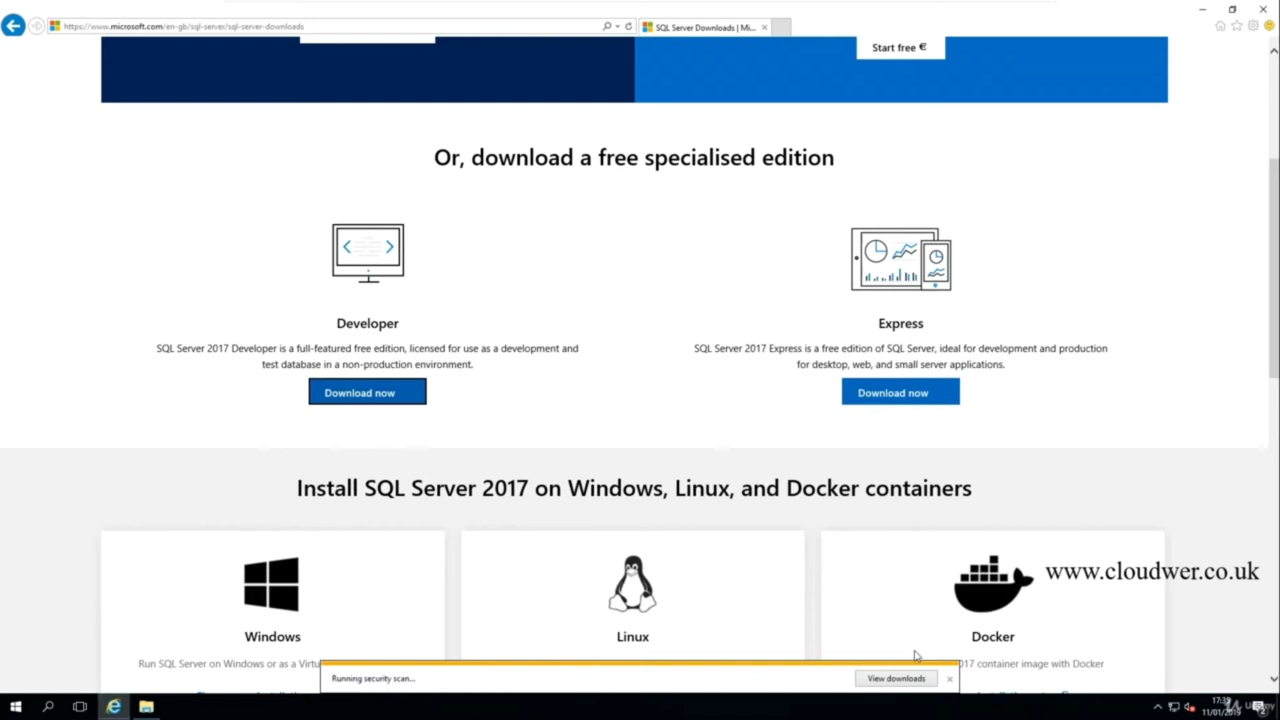 https://www.microsoft.com/en-gb/sql-server/sql-server-downloads
SQL Server Downloads | Mi...
Start free €
Or, download a free specialised edition
Developer
SQL Server 2017 Developer is a full-featured free edition, licensed for use as a development and
test database in a non-production environment.
Download now
Express
SQL Server 2017 Express is a free edition of SQL Server, ideal for development and production
for desktop, web, and small server applications.
Download now
Install SQL Server 2017 on Windows, Linux, and Docker containers
www.cloudwer.co.uk
Windows
Linux
Docker
Run SQL Server on Windows or as a Virtu
017 container image with Docker
Running security scan...
View downloads
11/01/2019